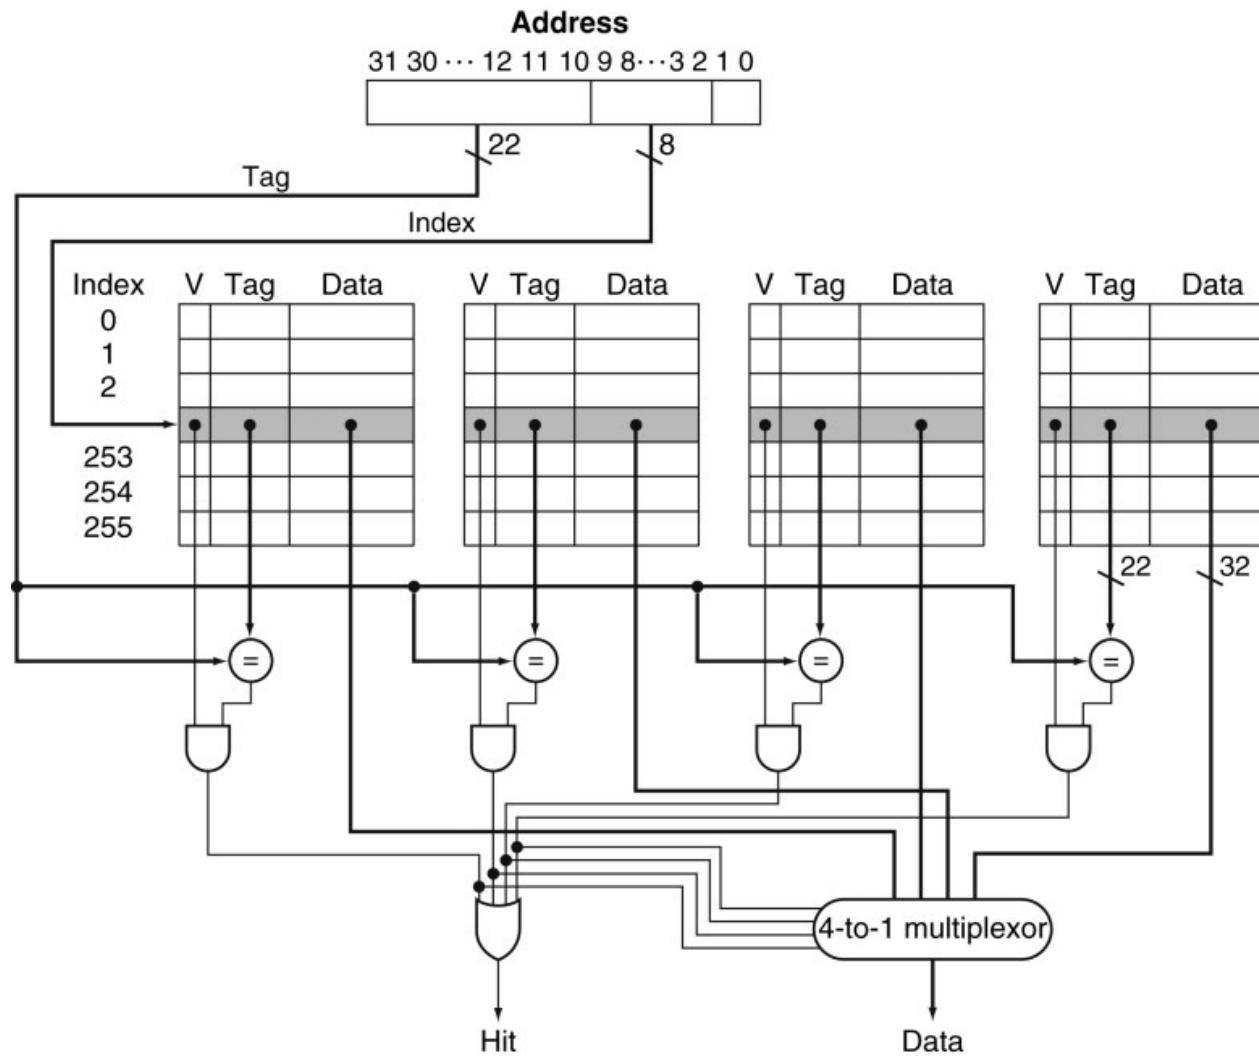 Address
31 30 ··· 12 11 10 9 8···3 2 1 0
22 8
Tag
Index
Index V Tag Data V Tag Data V Tag Data V Tag Data
0
1
2
253
254
255
22 32
= = = =
4-to-1 multiplexor
Hit Data